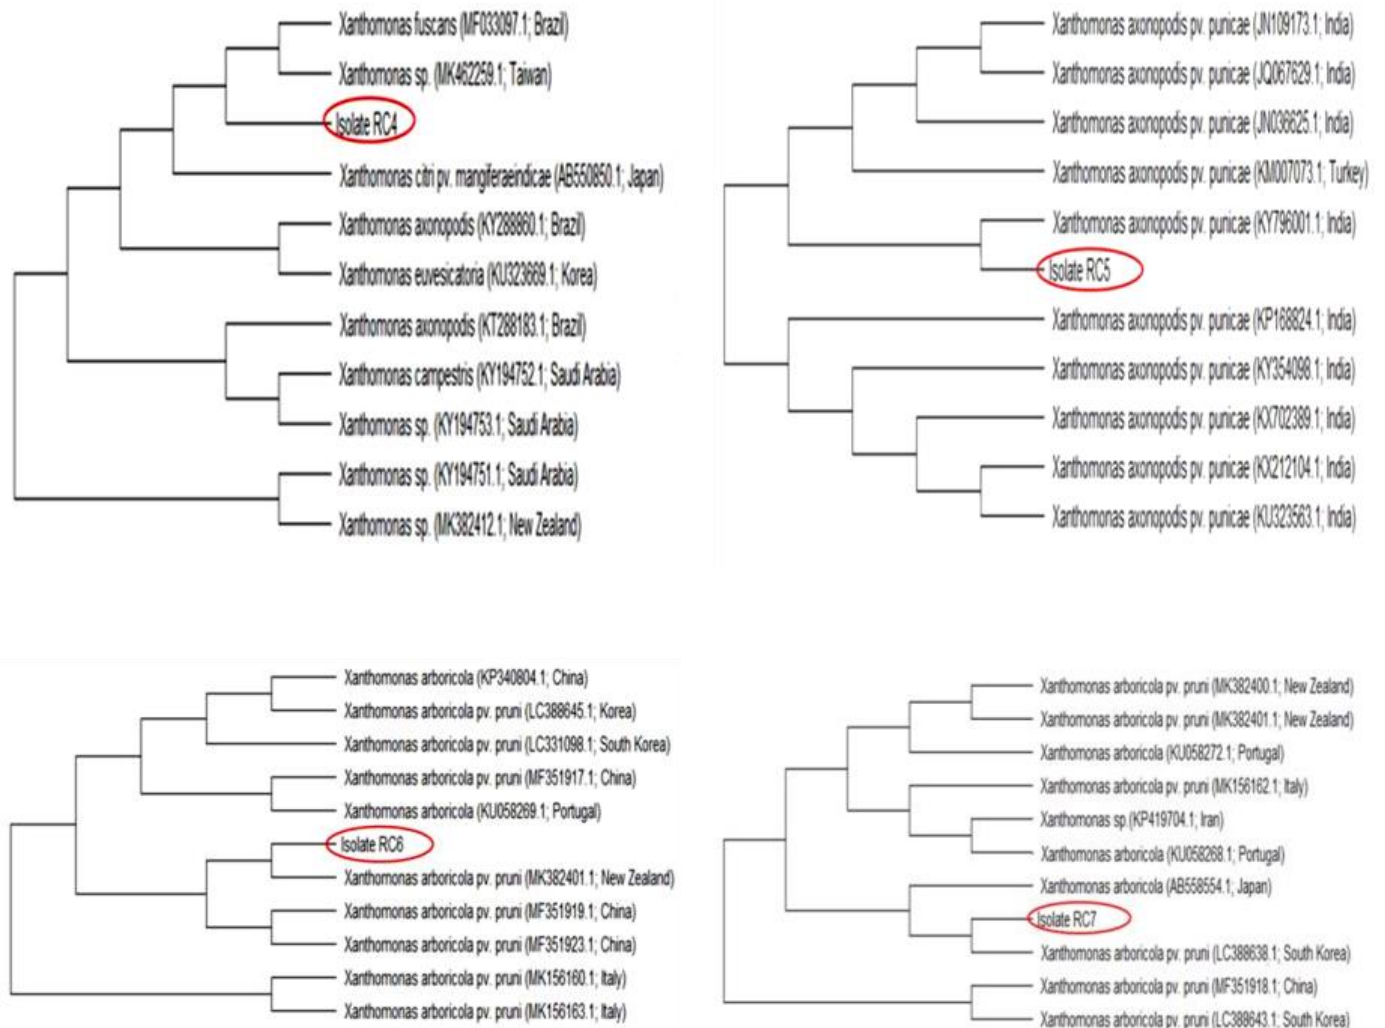 Xanthomonas fuscans (MF033097.1; Brazil)
Xanthomonas sp. (MK462259.1; Taiwan)
Isolate RC4
Xanthomonas citri pv. mangiferaeindicae (AB550850.1; Japan)
Xanthomonas axonopodis (KY288860.1; Brazil)
Xanthomonas euvesicatoria (KU323669.1; Korea)
Xanthomonas axonopodis (KT288183.1; Brazil)
Xanthomonas campestris (KY194752.1; Saudi Arabia)
Xanthomonas sp. (KY194753.1; Saudi Arabia)
Xanthomonas sp. (KY194751.1; Saudi Arabia)
Xanthomonas sp. (MK382412.1; New Zealand)
Xanthomonas axonopodis pv. punicae (JN109173.1; India)
Xanthomonas axonopodis pv. punicae (JQ067629.1; India)
Xanthomonas axonopodis pv. punicae (JN036625.1; India)
Xanthomonas axonopodis pv. punicae (KM007073.1; Turkey)
Xanthomonas axonopodis pv. punicae (KY796001.1; India)
Isolate RC5
Xanthomonas axonopodis pv. punicae (KP168824.1; India)
Xanthomonas axonopodis pv. punicae (KY354098.1; India)
Xanthomonas axonopodis pv. punicae (KX702389.1; India)
Xanthomonas axonopodis pv. punicae (KX212104.1; India)
Xanthomonas axonopodis pv. punicae (KU323563.1; India)
Xanthomonas arboricola (KP340804.1; China)
Xanthomonas arboricola pv. pruni (LC388645.1; Korea)
Xanthomonas arboricola pv. pruni (LC331098.1; South Korea)
Xanthomonas arboricola pv. pruni (MF351917.1; China)
Xanthomonas arboricola (KU058269.1; Portugal)
Isolate RC6
Xanthomonas arboricola pv. pruni (MK382401.1; New Zealand)
Xanthomonas arboricola pv. pruni (MF351919.1; China)
Xanthomonas arboricola pv. pruni (MF351923.1; China)
Xanthomonas arboricola pv. pruni (MK156160.1; Italy)
Xanthomonas arboricola pv. pruni (MK156163.1; Italy)
Xanthomonas arboricola pv. pruni (MK382400.1; New Zealand)
Xanthomonas arboricola pv. pruni (MK382401.1; New Zealand)
Xanthomonas arboricola (KU058272.1; Portugal)
Xanthomonas arboricola pv. pruni (MK156162.1; Italy)
Xanthomonas sp.(KP419704.1; Iran)
Xanthomonas arboricola (KU058268.1; Portugal)
Xanthomonas arboricola (AB558554.1; Japan)
Isolate RC7
Xanthomonas arboricola pv. pruni (LC388638.1; South Korea)
Xanthomonas arboricola pv. pruni (MF351918.1; China)
Xanthomonas arboricola pv. pruni (LC388643.1; South Korea)